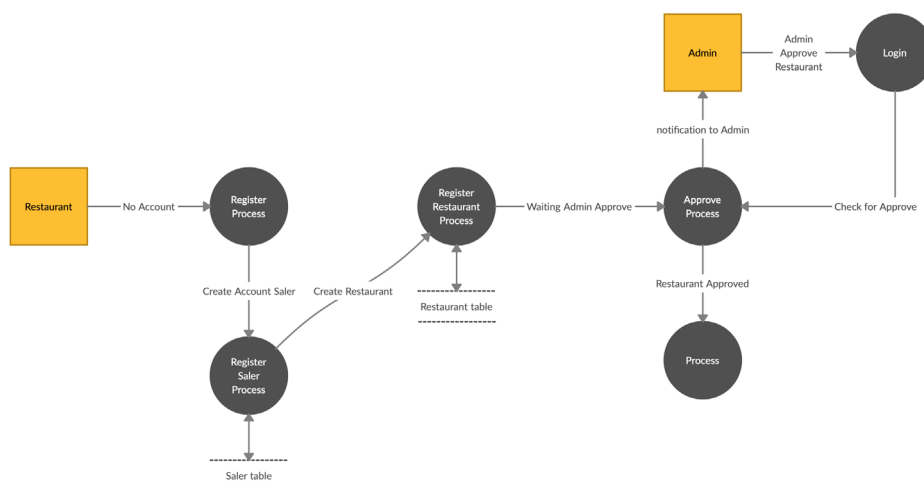 Admin
Admin
Approve
Restaurant
Login
notification to Admin
Restaurant
No Account
Register
Process
Register
Restaurant
Process
Waiting Admin Approve
Approve
Process
Check for Approve
Create Account Saler
Create Restaurant
Restaurant table
Restaurant Approved
Register
Saler
Process
Process
Saler table